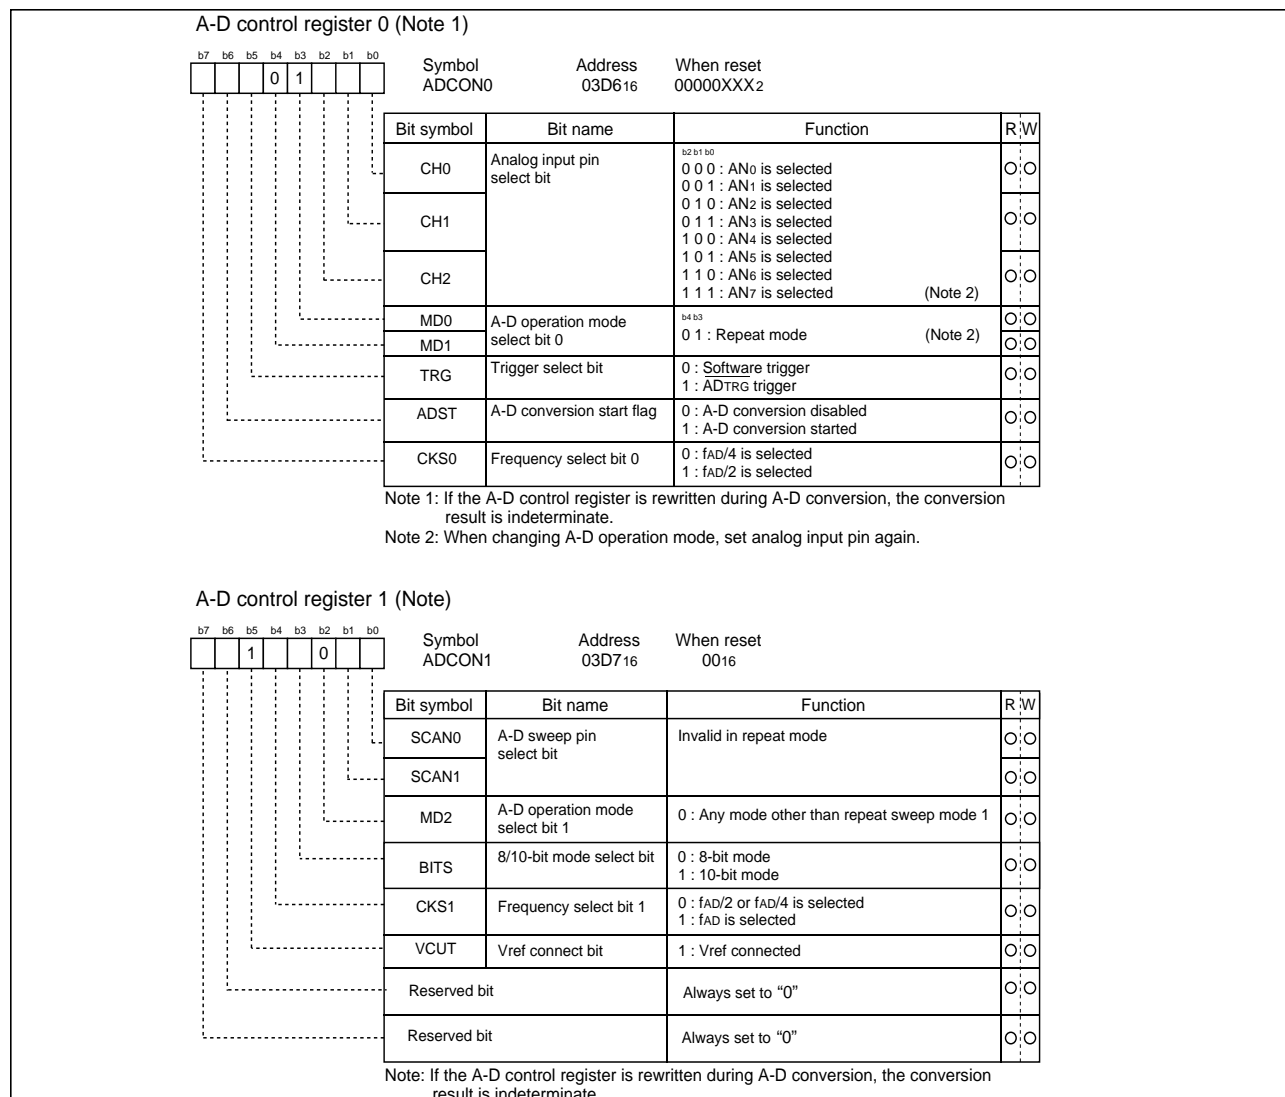 A-D control register 0 (Note 1)
b7 b6 b5 b4 b3 b2 b1 b0
0 1
Symbol Address When reset
ADCON0 03D616 00000XXX2
Bit symbol Bit name Function R W
CH0 Analog input pin
select bit
b2 b1 b0
0 0 0 : AN0 is selected
0 0 1 : AN1 is selected
0 1 0 : AN2 is selected
CH1 0 1 1 : AN3 is selected
1 0 0 : AN4 is selected
1 0 1 : AN5 is selected
CH2 1 1 0 : AN6 is selected
1 1 1 : AN7 is selected (Note 2)
MD0 A-D operation mode
select bit 0
b4 b3
0 1 : Repeat mode (Note 2)
MD1
TRG Trigger select bit 0 : Software trigger
1 : ADTRG trigger
ADST A-D conversion start flag 0 : A-D conversion disabled
1 : A-D conversion started
CKS0 Frequency select bit 0 0 : fAD/4 is selected
1 : fAD/2 is selected
Note 1: If the A-D control register is rewritten during A-D conversion, the conversion
result is indeterminate.
Note 2: When changing A-D operation mode, set analog input pin again.
A-D control register 1 (Note)
b7 b6 b5 b4 b3 b2 b1 b0
1 0
Symbol Address When reset
ADCON1 03D716 0016
Bit symbol Bit name Function R W
SCAN0 A-D sweep pin
select bit
Invalid in repeat mode
SCAN1
MD2 A-D operation mode
select bit 1
0 : Any mode other than repeat sweep mode 1
BITS 8/10-bit mode select bit 0 : 8-bit mode
1 : 10-bit mode
CKS1 Frequency select bit 1 0 : fAD/2 or fAD/4 is selected
1 : fAD is selected
VCUT Vref connect bit 1 : Vref connected
Reserved bit Always set to “0”
Reserved bit Always set to “0”
Note: If the A-D control register is rewritten during A-D conversion, the conversion
result is indeterminate